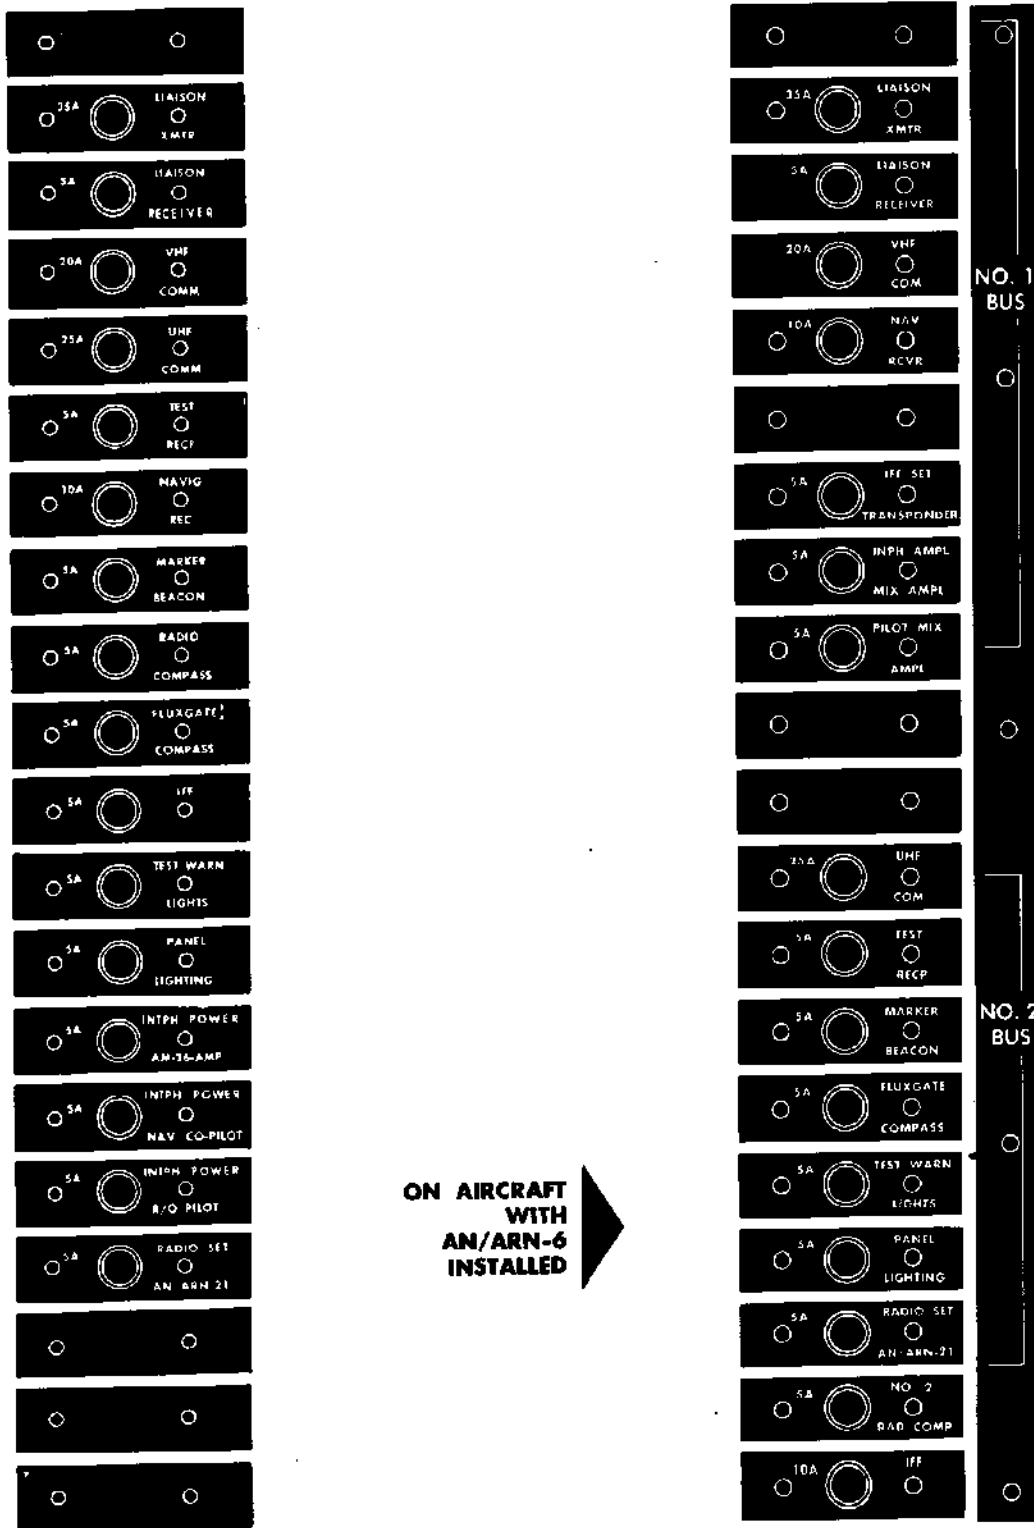 35A LIAISON
XMTR
5A LIAISON
RECEIVER
20A VHF
COMM
25A UHF
COMM
5A TEST
RECP
10A NAVIG
REC
5A MARKER
BEACON
5A RADIO
COMPASS
5A FLUXGATE
COMPASS
5A IFF
5A TEST WARN
LIGHTS
5A PANEL
LIGHTING
5A INTPH POWER
AM-26-AMP
5A INTPH POWER
NAV CO-PILOT
5A INTPH POWER
R/O PILOT
5A RADIO SET
AN ARN 21
ON AIRCRAFT
WITH
AN/ARN-6
INSTALLED
35A LIAISON
XMTR
5A LIAISON
RECEIVER
20A VHF
COM
10A NAV
RCVR
5A IFF SET
TRANSPONDER
5A INPH AMPL
MIX AMPL
5A PILOT MIX
AMPL
25A UHF
COM
5A TEST
RECP
5A MARKER
BEACON
5A FLUXGATE
COMPASS
5A TEST WARN
LIGHTS
5A PANEL
LIGHTING
5A RADIO SET
AN-ARN-21
5A NO. 2
RAD COMP
10A IFF
NO. 1
BUS
NO. 2
BUS